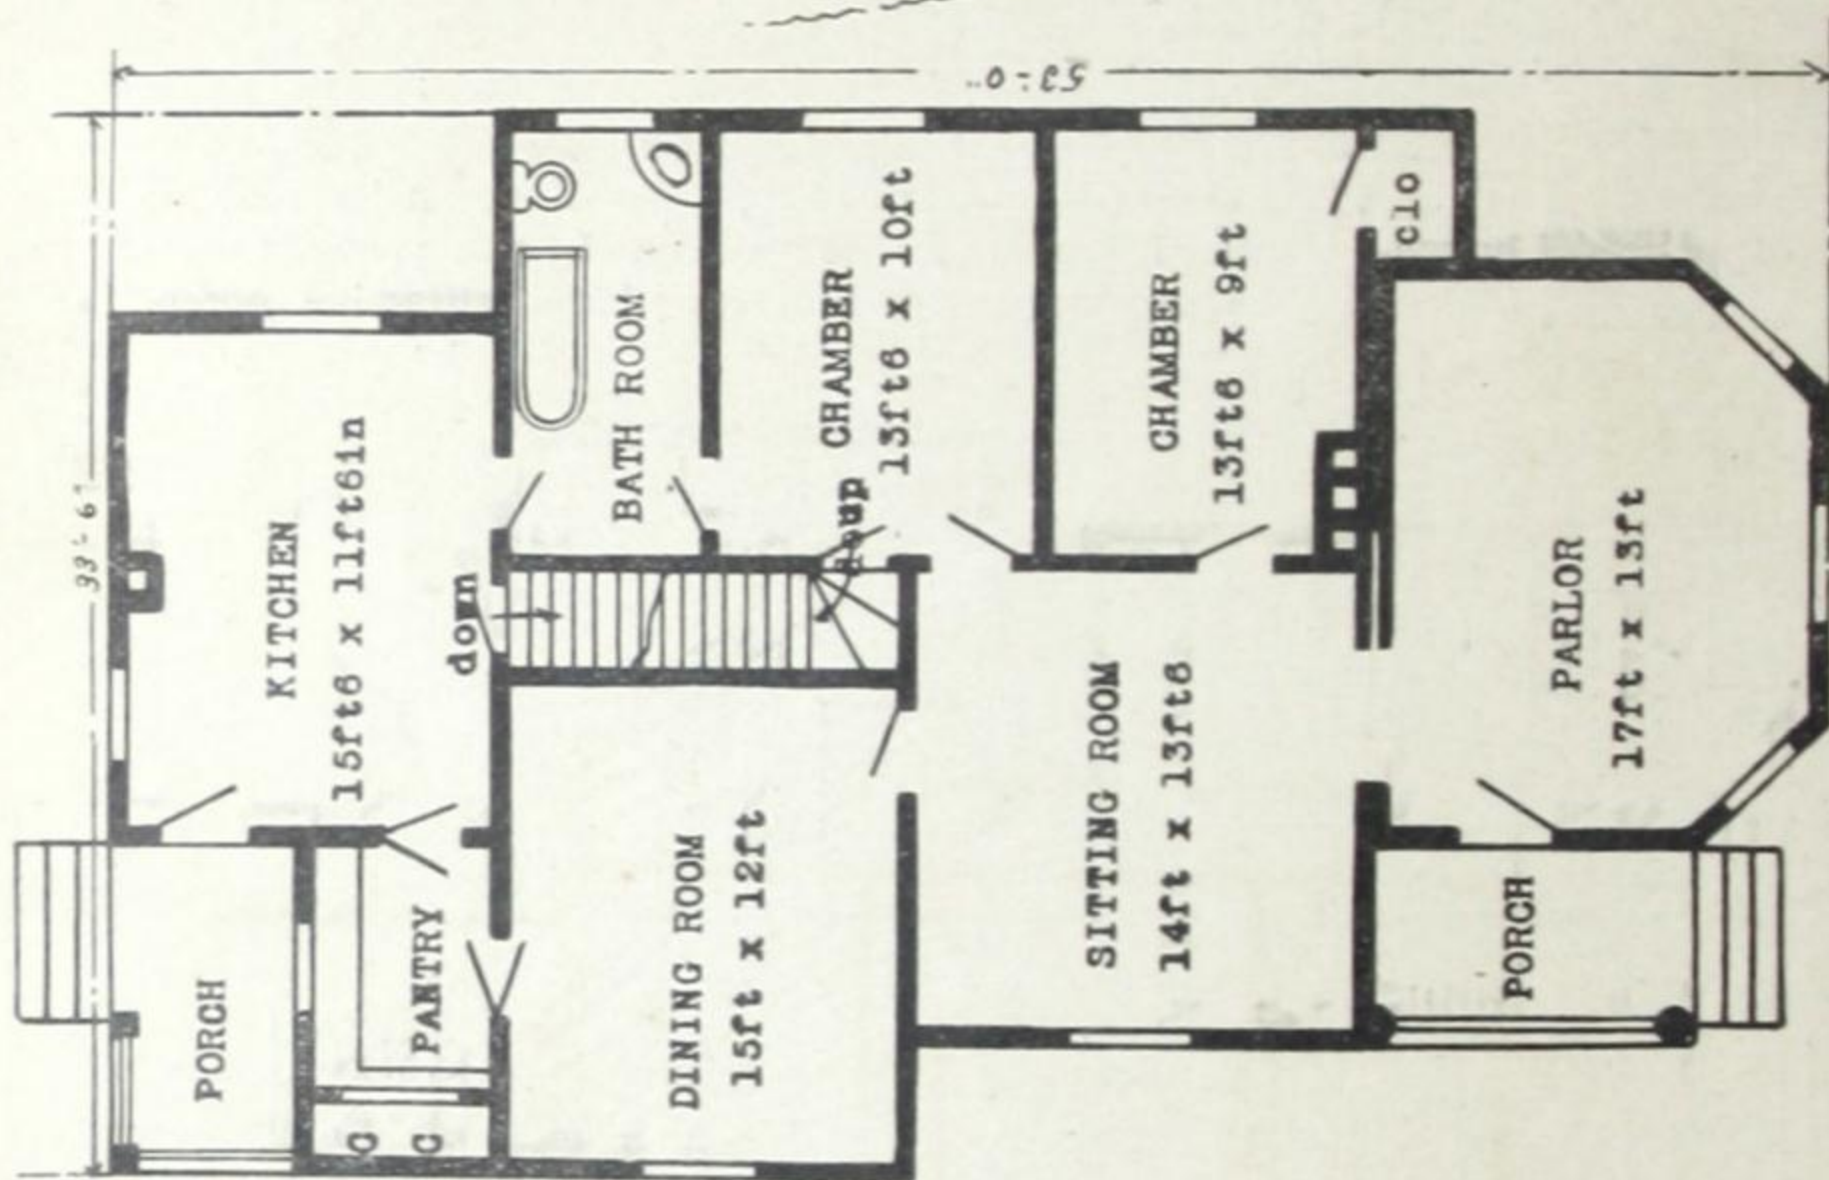 53'-0"
33'-6"
KITCHEN
15ft6 x 11ft6in
down
BATH ROOM
CHAMBER
13ft6 x 10ft
up
CHAMBER
13ft6 x 9ft
clo
PORCH
PANTRY
C C
DINING ROOM
15ft x 12ft
SITTING ROOM
14ft x 13ft6
PARLOR
17ft x 13ft
PORCH